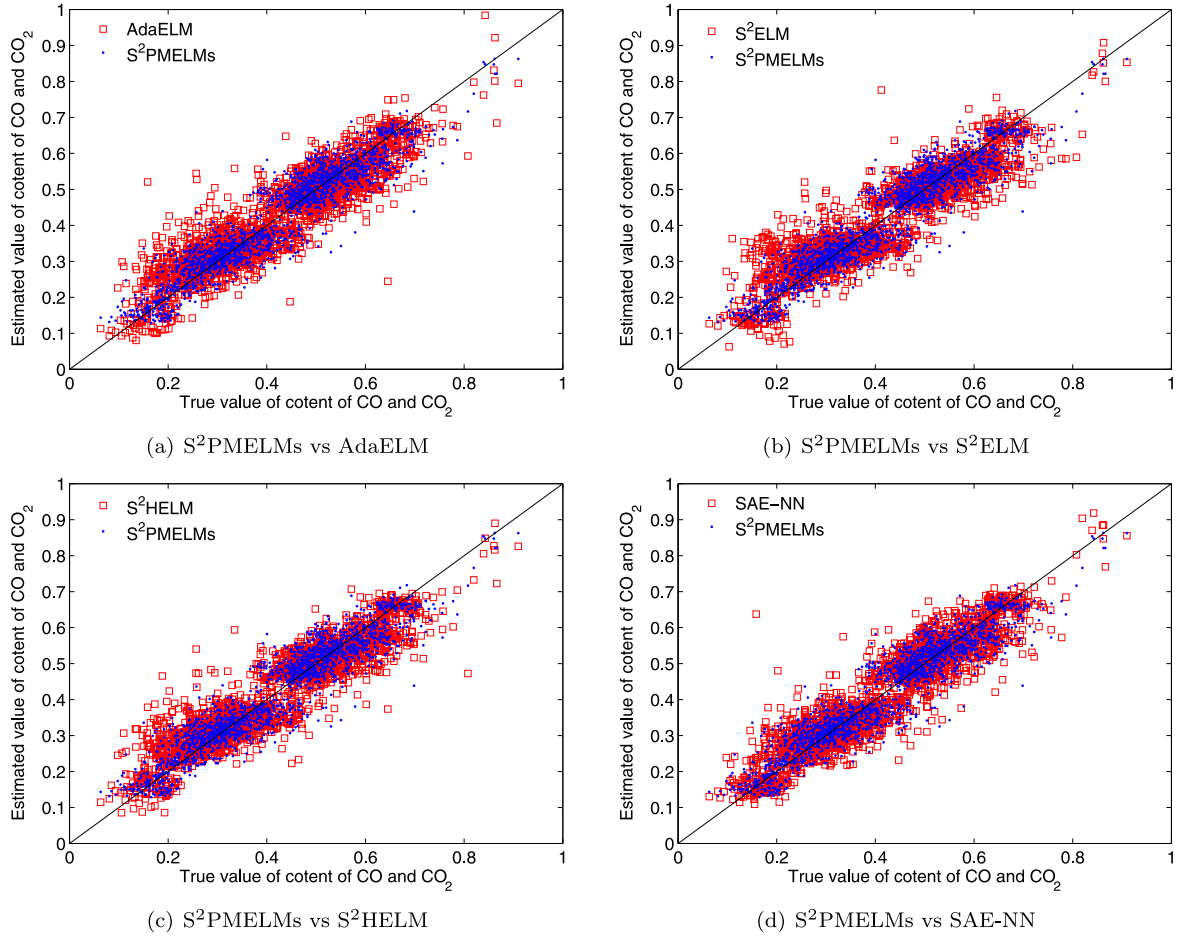 AdaELM
S²PMELMs
Estimated value of cotent of CO and CO₂
1
0.9
0.8
0.7
0.6
0.5
0.4
0.3
0.2
0.1
0
0 0.2 0.4 0.6 0.8 1
True value of cotent of CO and CO₂
(a) S²PMELMs vs AdaELM
S²ELM
S²PMELMs
Estimated value of cotent of CO and CO₂
1
0.9
0.8
0.7
0.6
0.5
0.4
0.3
0.2
0.1
0
0 0.2 0.4 0.6 0.8 1
True value of cotent of CO and CO₂
(b) S²PMELMs vs S²ELM
S²HELM
S²PMELMs
Estimated value of cotent of CO and CO₂
1
0.9
0.8
0.7
0.6
0.5
0.4
0.3
0.2
0.1
0
0 0.2 0.4 0.6 0.8 1
True value of cotent of CO and CO₂
(c) S²PMELMs vs S²HELM
SAE−NN
S²PMELMs
Estimated value of cotent of CO and CO₂
1
0.9
0.8
0.7
0.6
0.5
0.4
0.3
0.2
0.1
0
0 0.2 0.4 0.6 0.8 1
True value of cotent of CO and CO₂
(d) S²PMELMs vs SAE-NN